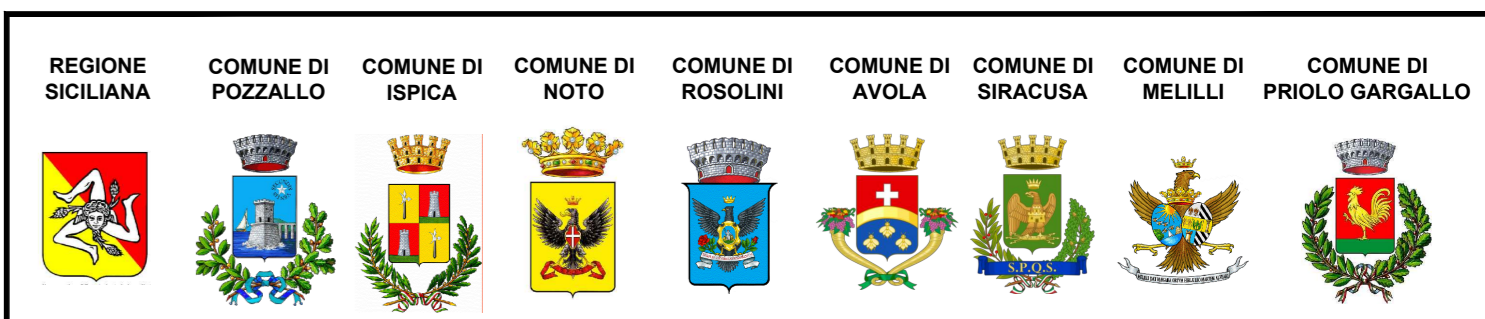 REGIONE
SICILIANA
COMUNE DI
POZZALLO
COMUNE DI
ISPICA
COMUNE DI
NOTO
COMUNE DI
ROSOLINI
COMUNE DI
AVOLA
COMUNE DI
SIRACUSA
COMUNE DI
MELILLI
COMUNE DI
PRIOLO GARGALLO
S.P.Q.S.